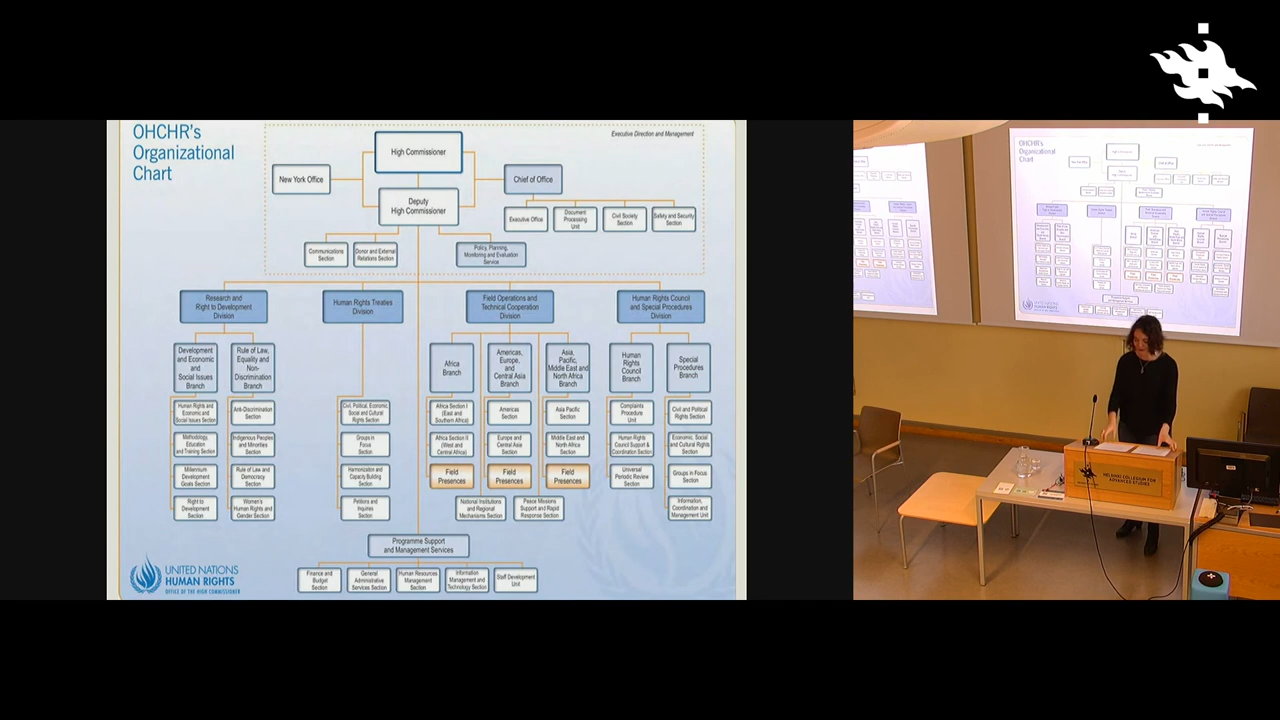 OHCHR's
Organizational
Chart
Executive Direction and Management
High Commissioner
New York Office
Chief of Office
Deputy
High Commissioner
Executive Office
Document
Processing
Unit
Civil Society
Section
Safety and Security
Section
Communications
Section
Donor and External
Relations Section
Policy, Planning,
Monitoring and Evaluation
Service
Research and
Right to Development
Division
Human Rights Treaties
Division
Field Operations and
Technical Cooperation
Division
Human Rights Council
and Special Procedures
Division
Development
and Economic
and
Social Issues
Branch
Rule of Law,
Equality and
Non-
Discrimination
Branch
Africa
Branch
Americas,
Europe,
and
Central Asia
Branch
Asia,
Pacific,
Middle East and
North Africa
Branch
Human
Rights
Council
Branch
Special
Procedures
Branch
Human Rights and
Economic and
Social Issues Section
Anti-Discrimination
Section
Civil, Political, Economic,
Social and Cultural
Rights Section
Africa Section I
(East and
Southern Africa)
Americas
Section
Asia Pacific
Section
Complaints
Procedure
Unit
Civil and Political
Rights Section
Methodology,
Education
and Training Section
Indigenous Peoples
and Minorities
Section
Groups in
Focus
Section
Africa Section II
(West and
Central Africa)
Europe and
Central Asia
Section
Middle East and
North Africa
Section
Human Rights
Council Support &
Coordination Section
Economic, Social
and Cultural Rights
Section
Millennium
Development
Goals Section
Rule of Law and
Democracy
Section
Harmonization and
Capacity Building
Section
Field
Presences
Field
Presences
Field
Presences
Universal
Periodic Review
Section
Groups in Focus
Section
Right to
Development
Section
Women's
Human Rights and
Gender Section
Petitions and
Inquiries
Section
National Institutions
and Regional
Mechanisms Section
Peace Missions
Support and Rapid
Response Section
Information,
Coordination and
Management Unit
Programme Support
and Management Services
Finance and
Budget
Section
General
Administrative
Services Section
Human Resources
Management
Section
Information
Management and
Technology Section
Staff Development
Unit
UNITED NATIONS
HUMAN RIGHTS
OFFICE OF THE HIGH COMMISSIONER
OHCHR's
Organizational
Chart
HELSINKI COLLEGIUM FOR
ADVANCED STUDIES